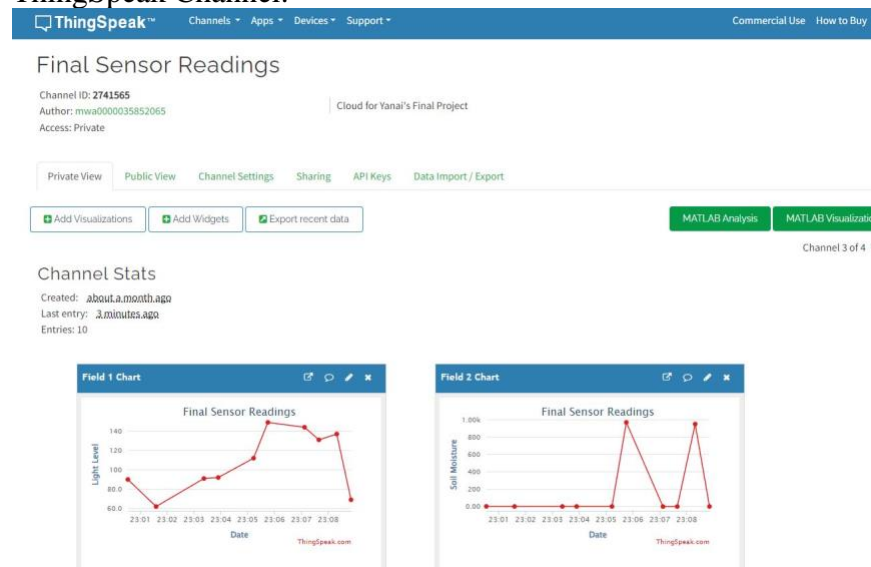 ThingSpeak Channel:
ThingSpeak™ Channels Apps Devices Support Commercial Use How to Buy
Final Sensor Readings
Channel ID: 2741565
Author: mwa0000035852065
Access: Private
Cloud for Yanai's Final Project
Private View Public View Channel Settings Sharing API Keys Data Import / Export
Add Visualizations Add Widgets Export recent data MATLAB Analysis MATLAB Visualizatio
Channel 3 of 4
Channel Stats
Created: about a month ago
Last entry: 3 minutes ago
Entries: 10
Field 1 Chart
Final Sensor Readings
Light Level
140
120
100
80.0
60.0
23:01 23:02 23:03 23:04 23:05 23:06 23:07 23:08
Date
ThingSpeak.com
Field 2 Chart
Final Sensor Readings
Soil Moisture
1.00k
800
600
400
200
0.00
23:01 23:02 23:03 23:04 23:05 23:06 23:07 23:08
Date
ThingSpeak.com